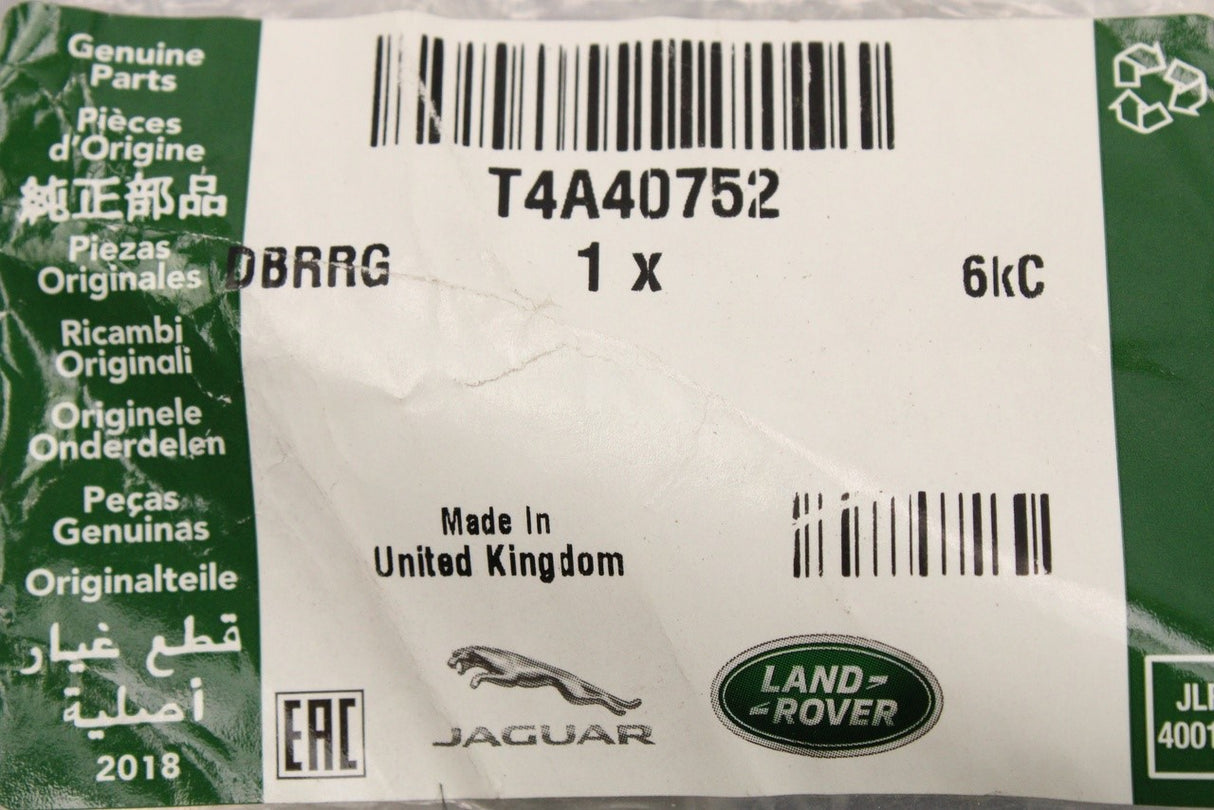 Genuine
Parts
Pièces
d'Origine
純正部品
Piezas
Originales
Ricambi
Originali
Originele
Onderdelen
Peças
Genuinas
Originalteile
قطع غيار
أصلية
2018
T4A40752
DBRRG 1 x 6kC
Made In
United Kingdom
EAC
JAGUAR
LAND
ROVER
4001